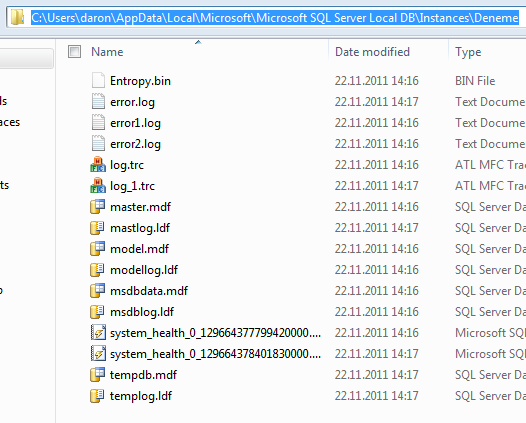 C:\Users\daron\AppData\Local\Microsoft\Microsoft SQL Server Local DB\Instances\Deneme
Name Date modified Type
Entropy.bin 22.11.2011 14:16 BIN File
error.log 22.11.2011 14:17 Text Docume
error1.log 22.11.2011 14:16 Text Docume
error2.log 22.11.2011 14:16 Text Docume
log.trc 22.11.2011 14:16 ATL MFC Trac
log_1.trc 22.11.2011 14:17 ATL MFC Trac
master.mdf 22.11.2011 14:16 SQL Server Da
mastlog.ldf 22.11.2011 14:17 SQL Server Da
model.mdf 22.11.2011 14:16 SQL Server Da
modellog.ldf 22.11.2011 14:17 SQL Server Da
msdbdata.mdf 22.11.2011 14:16 SQL Server Da
msdblog.ldf 22.11.2011 14:16 SQL Server Da
system_health_0_129664377799420000.... 22.11.2011 14:16 Microsoft SQL
system_health_0_129664378401830000.... 22.11.2011 14:17 Microsoft SQL
tempdb.mdf 22.11.2011 14:17 SQL Server Da
templog.ldf 22.11.2011 14:17 SQL Server Da